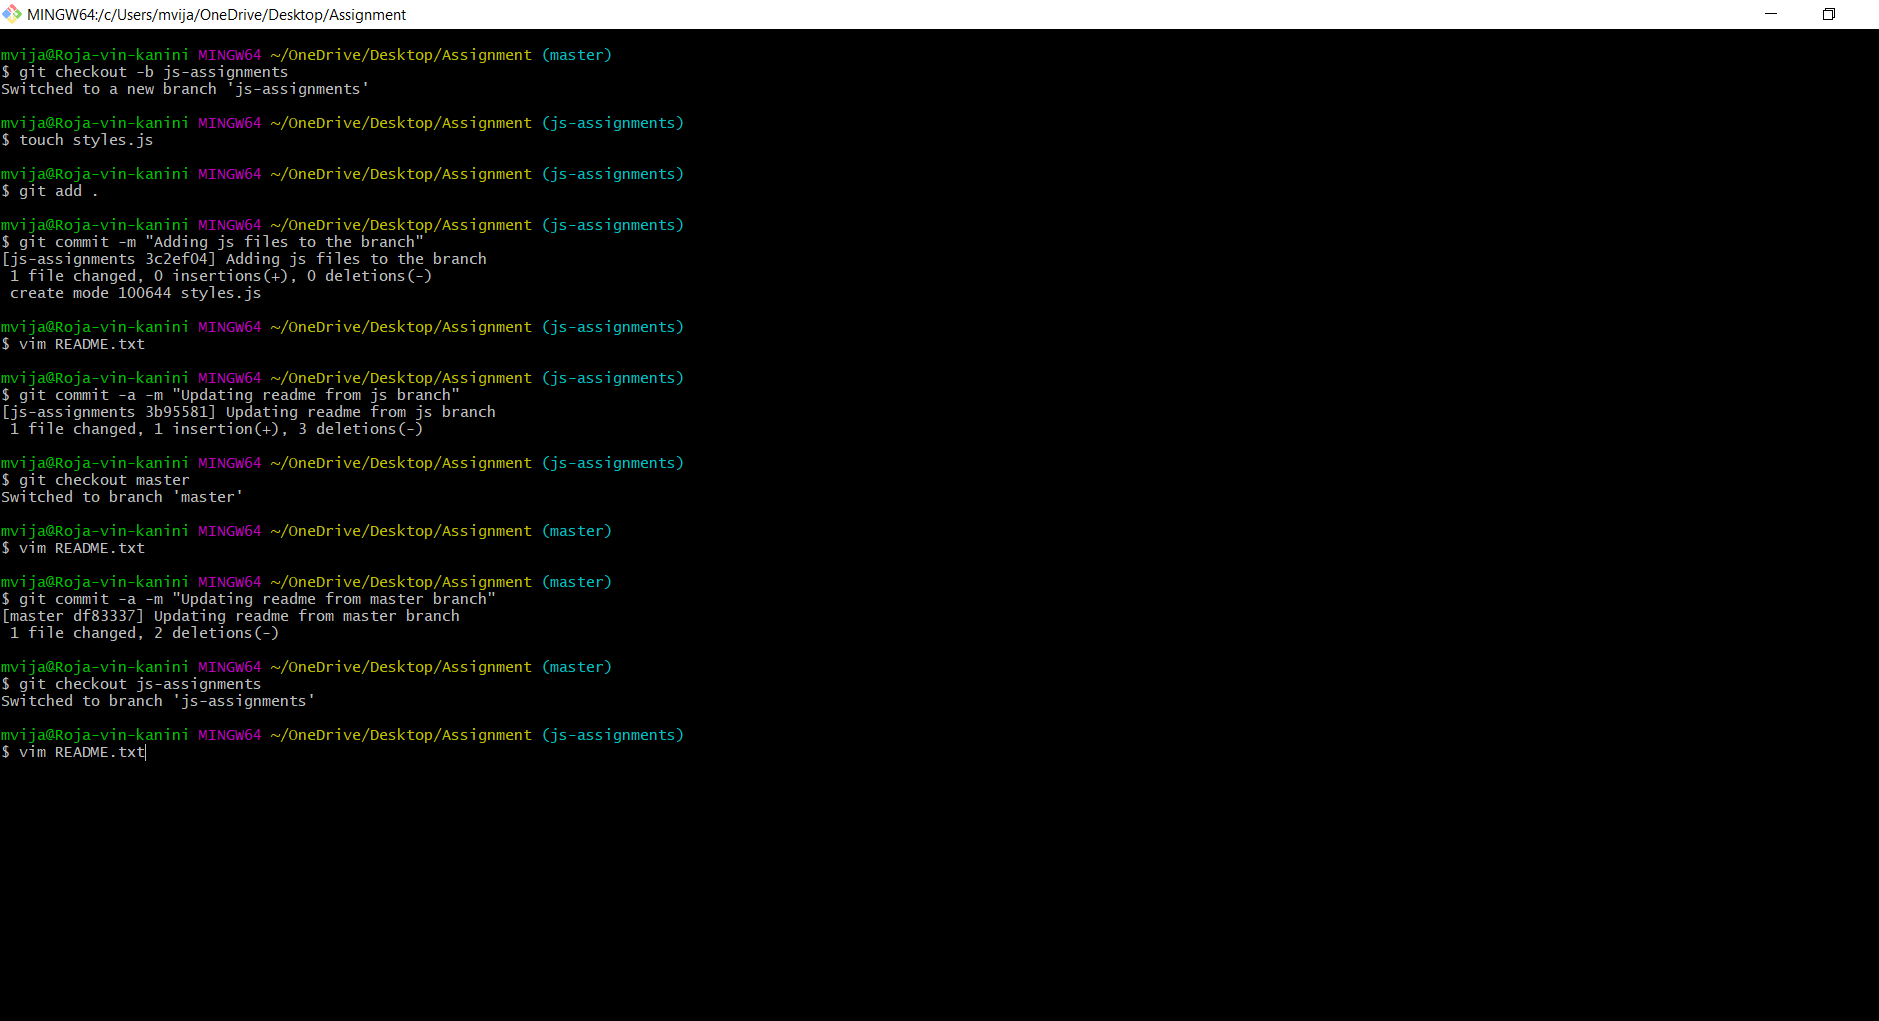 MINGW64:/c/Users/mvija/OneDrive/Desktop/Assignment
mvija@Roja-vin-kanini MINGW64 ~/OneDrive/Desktop/Assignment (master)
$ git checkout -b js-assignments
Switched to a new branch 'js-assignments'
mvija@Roja-vin-kanini MINGW64 ~/OneDrive/Desktop/Assignment (js-assignments)
$ touch styles.js
mvija@Roja-vin-kanini MINGW64 ~/OneDrive/Desktop/Assignment (js-assignments)
$ git add .
mvija@Roja-vin-kanini MINGW64 ~/OneDrive/Desktop/Assignment (js-assignments)
$ git commit -m "Adding js files to the branch"
[js-assignments 3c2ef04] Adding js files to the branch
 1 file changed, 0 insertions(+), 0 deletions(-)
 create mode 100644 styles.js
mvija@Roja-vin-kanini MINGW64 ~/OneDrive/Desktop/Assignment (js-assignments)
$ vim README.txt
mvija@Roja-vin-kanini MINGW64 ~/OneDrive/Desktop/Assignment (js-assignments)
$ git commit -a -m "Updating readme from js branch"
[js-assignments 3b95581] Updating readme from js branch
 1 file changed, 1 insertion(+), 3 deletions(-)
mvija@Roja-vin-kanini MINGW64 ~/OneDrive/Desktop/Assignment (js-assignments)
$ git checkout master
Switched to branch 'master'
mvija@Roja-vin-kanini MINGW64 ~/OneDrive/Desktop/Assignment (master)
$ vim README.txt
mvija@Roja-vin-kanini MINGW64 ~/OneDrive/Desktop/Assignment (master)
$ git commit -a -m "Updating readme from master branch"
[master df83337] Updating readme from master branch
 1 file changed, 2 deletions(-)
mvija@Roja-vin-kanini MINGW64 ~/OneDrive/Desktop/Assignment (master)
$ git checkout js-assignments
Switched to branch 'js-assignments'
mvija@Roja-vin-kanini MINGW64 ~/OneDrive/Desktop/Assignment (js-assignments)
$ vim README.txt